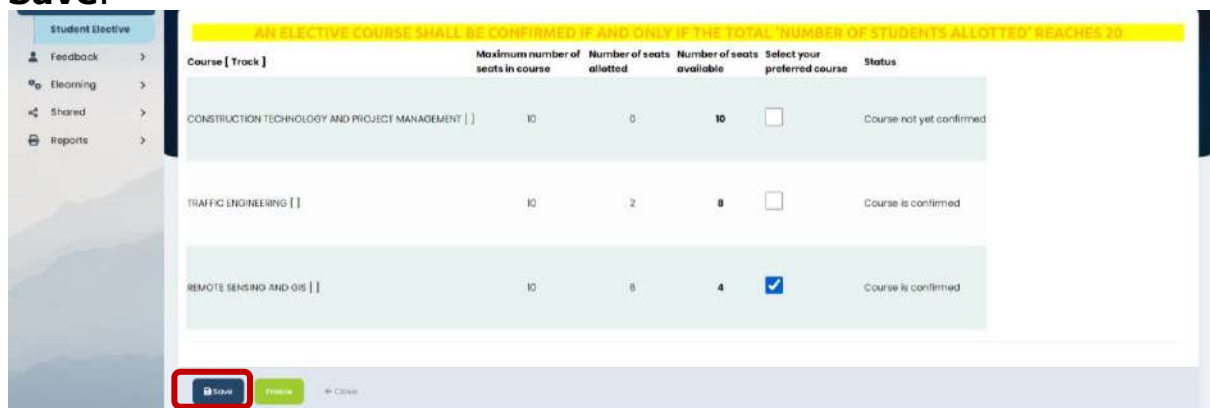 Save.
Student Elective
AN ELECTIVE COURSE SHALL BE CONFIRMED IF AND ONLY IF THE TOTAL 'NUMBER OF STUDENTS ALLOTTED' REACHES 20
Feedback
Elearning
Shared
Reports
Course [ Track ] Maximum number of seats in course Number of seats allotted Number of seats available Select your preferred course Status
CONSTRUCTION TECHNOLOGY AND PROJECT MANAGEMENT [ ] 10 0 10 Course not yet confirmed
TRAFFIC ENGINEERING [ ] 10 2 8 Course is confirmed
REMOTE SENSING AND GIS [ ] 10 6 4 Course is confirmed
Save Freeze Close